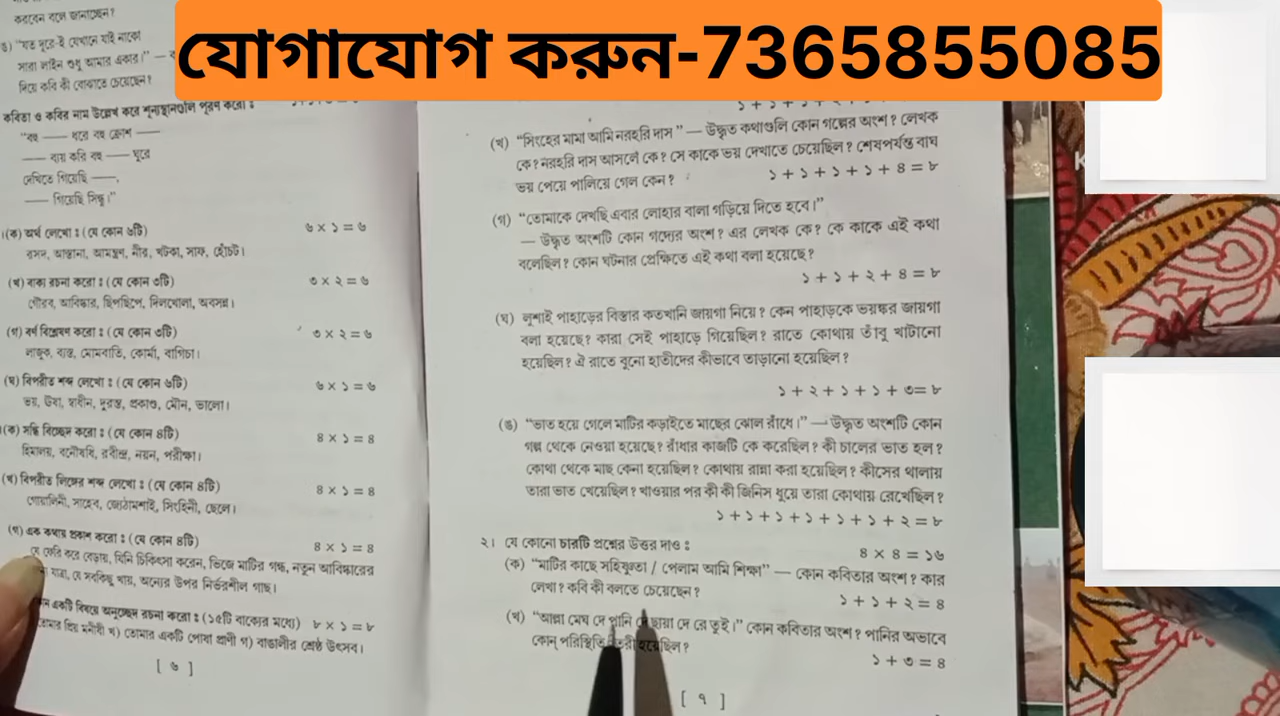 যোগাযোগ করুন-7365855085
করবেন বলে জানাচ্ছেন?
ঙ) “যত দূরে-ই যেখানে যাই নাকো
সারা লাইন শুধু আমার একার।” —
দিয়ে কবি কী বোঝাতে চেয়েছেন?
কবিতা ও কবির নাম উল্লেখ করে শূন্যস্থানগুলি পূরণ করো ঃ
“বহু —— ধরে বহু ক্রোশ ——
—— ব্যয় করি বহু —— ঘুরে
দেখিতে গিয়েছি ——,
—— গিয়েছি সিন্ধু।”
(ক) অর্থ লেখো ঃ (যে কোন ৬টি) ৬ × ১ = ৬
রসদ, আস্তানা, আমন্ত্রণ, নীর, খটকা, সাফ, হোঁচট।
(খ) বাক্য রচনা করো ঃ (যে কোন ৩টি) ৩ × ২ = ৬
গৌরব, আবিষ্কার, ছিপছিপে, দিলখোলা, অবসন্ন।
(গ) বর্ণ বিশ্লেষণ করো ঃ (যে কোন ৩টি) ৩ × ২ = ৬
লাজুক, ব্যস্ত, মোমবাতি, কোর্মা, বাগিচা।
(ঘ) বিপরীত শব্দ লেখো ঃ (যে কোন ৬টি) ৬ × ১ = ৬
ভয়, ঊষা, স্বাধীন, দুরন্ত, প্রকাণ্ড, মৌন, ভালো।
(ক) সন্ধি বিচ্ছেদ করো ঃ (যে কোন ৪টি) ৪ × ১ = ৪
হিমালয়, বনৌষধি, রবীন্দ্র, নয়ন, পরীক্ষা।
(খ) বিপরীত লিঙ্গের শব্দ লেখো ঃ (যে কোন ৪টি) ৪ × ১ = ৪
গোয়ালিনী, সাহেব, জ্যেঠামশাই, সিংহিনী, ছেলে।
(গ) এক কথায় প্রকাশ করো ঃ (যে কোন ৪টি) ৪ × ১ = ৪
যে ফেরি করে বেড়ায়, যিনি চিকিৎসা করেন, ভিজে মাটির গন্ধ, নতুন আবিষ্কারের
যাত্রা, যে সবকিছু খায়, অন্যের উপর নির্ভরশীল গাছ।
একটি বিষয়ে অনুচ্ছেদ রচনা করো ঃ (১৫টি বাক্যের মধ্যে) ৮ × ১ = ৮
তোমার প্রিয় মনীষী খ) তোমার একটি পোষা প্রাণী গ) বাঙালীর শ্রেষ্ঠ উৎসব।
[ ৬ ]
(খ) “সিংহের মামা আমি নরহরি দাস” — উদ্ধৃত কথাগুলি কোন গল্পের অংশ? লেখক
কে? নরহরি দাস আসলে কে? সে কাকে ভয় দেখাতে চেয়েছিল? শেষপর্যন্ত বাঘ
ভয় পেয়ে পালিয়ে গেল কেন? ১ + ১ + ১ + ১ + ৪ = ৮
(গ) “তোমাকে দেখছি এবার লোহার বালা গড়িয়ে দিতে হবে।”
— উদ্ধৃত অংশটি কোন গদ্যের অংশ? এর লেখক কে? কে কাকে এই কথা
বলেছিল? কোন ঘটনার প্রেক্ষিতে এই কথা বলা হয়েছে?
১ + ১ + ২ + ৪ = ৮
(ঘ) লুশাই পাহাড়ের বিস্তার কতখানি জায়গা নিয়ে? কেন পাহাড়কে ভয়ঙ্কর জায়গা
বলা হয়েছে? কারা সেই পাহাড়ে গিয়েছিল? রাতে কোথায় তাঁবু খাটানো
হয়েছিল? ঐ রাতে বুনো হাতীদের কীভাবে তাড়ানো হয়েছিল?
১ + ২ + ১ + ১ + ৩ = ৮
(ঙ) “ভাত হয়ে গেলে মাটির কড়াইতে মাছের ঝোল রাঁধে।” — উদ্ধৃত অংশটি কোন
গল্প থেকে নেওয়া হয়েছে? রাঁধার কাজটি কে করেছিল? কী চালের ভাত হল?
কোথা থেকে মাছ কেনা হয়েছিল? কোথায় রান্না করা হয়েছিল? কীসের থালায়
তারা ভাত খেয়েছিল? খাওয়ার পর কী কী জিনিস ধুয়ে তারা কোথায় রেখেছিল?
১ + ১ + ১ + ১ + ১ + ১ + ২ = ৮
২। যে কোনো চারটি প্রশ্নের উত্তর দাও ঃ ৪ × ৪ = ১৬
(ক) “মাটির কাছে সহিষ্ণুতা / পেলাম আমি শিক্ষা” — কোন কবিতার অংশ? কার
লেখা? কবি কী বলতে চেয়েছেন? ১ + ১ + ২ = ৪
(খ) “আল্লা মেঘ দে পানি দে ছায়া দে রে তুই।” কোন কবিতার অংশ? পানির অভাবে
কোন্ পরিস্থিতি তৈরী হয়েছিল? ১ + ৩ = ৪
[ ৭ ]